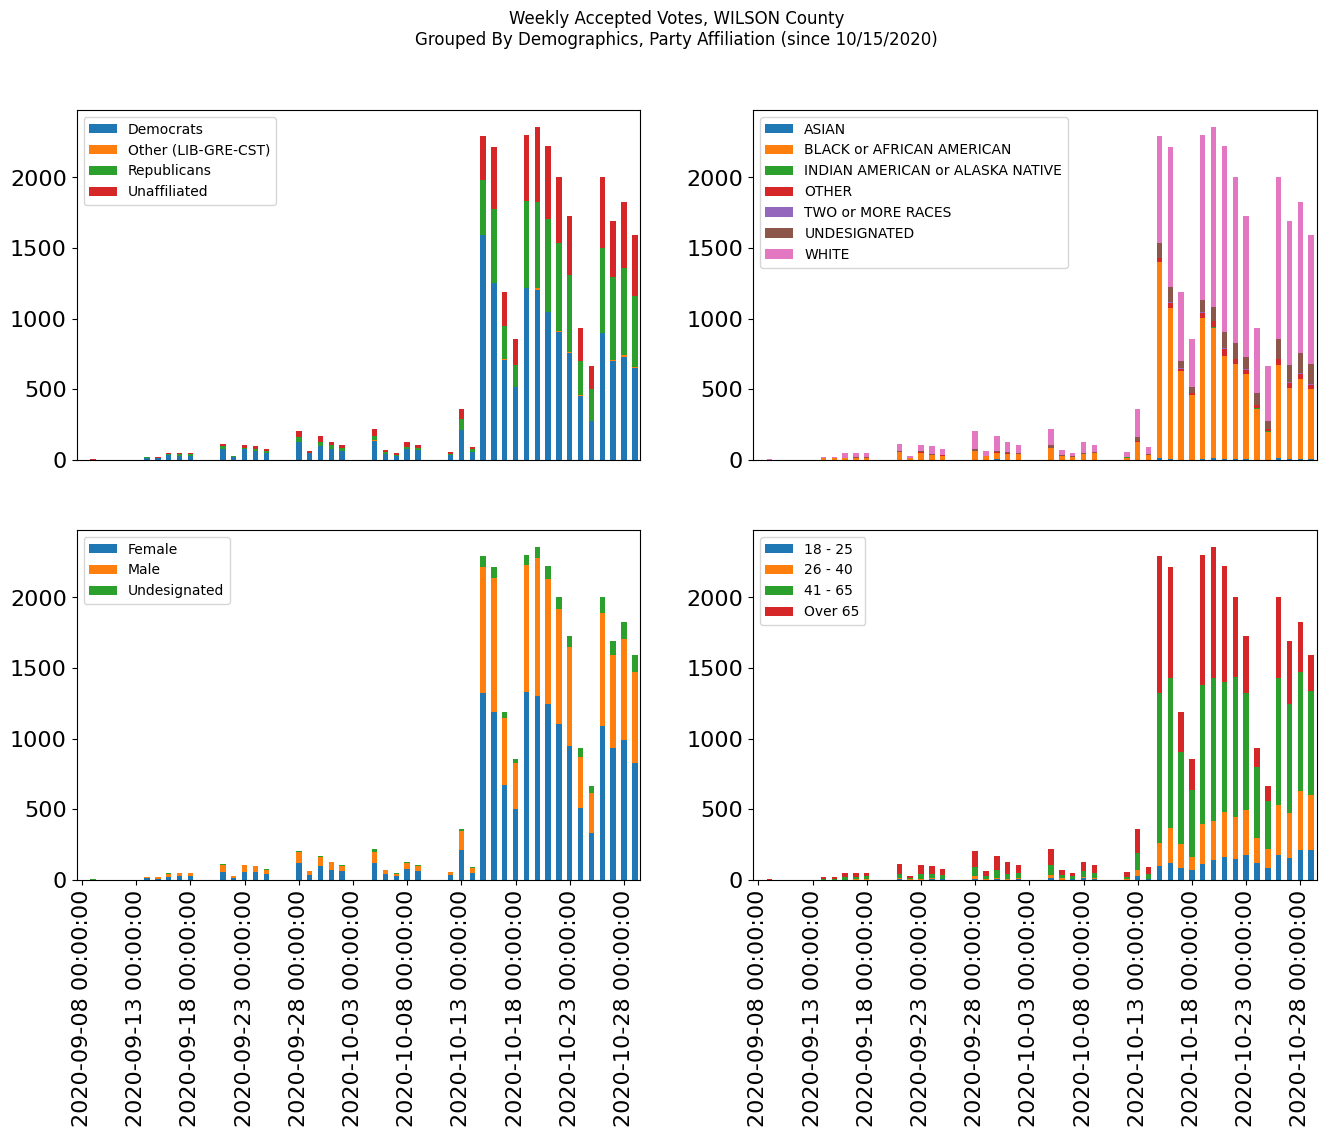 Weekly Accepted Votes, WILSON County
Grouped By Demographics, Party Affiliation (since 10/15/2020)
Democrats
Other (LIB-GRE-CST)
Republicans
Unaffiliated
2000
1500
1000
500
0
ASIAN
BLACK or AFRICAN AMERICAN
INDIAN AMERICAN or ALASKA NATIVE
OTHER
TWO or MORE RACES
UNDESIGNATED
WHITE
2000
1500
1000
500
0
Female
Male
Undesignated
2000
1500
1000
500
0
2020-09-08 00:00:00
2020-09-13 00:00:00
2020-09-18 00:00:00
2020-09-23 00:00:00
2020-09-28 00:00:00
2020-10-03 00:00:00
2020-10-08 00:00:00
2020-10-13 00:00:00
2020-10-18 00:00:00
2020-10-23 00:00:00
2020-10-28 00:00:00
18 - 25
26 - 40
41 - 65
Over 65
2000
1500
1000
500
0
2020-09-08 00:00:00
2020-09-13 00:00:00
2020-09-18 00:00:00
2020-09-23 00:00:00
2020-09-28 00:00:00
2020-10-03 00:00:00
2020-10-08 00:00:00
2020-10-13 00:00:00
2020-10-18 00:00:00
2020-10-23 00:00:00
2020-10-28 00:00:00